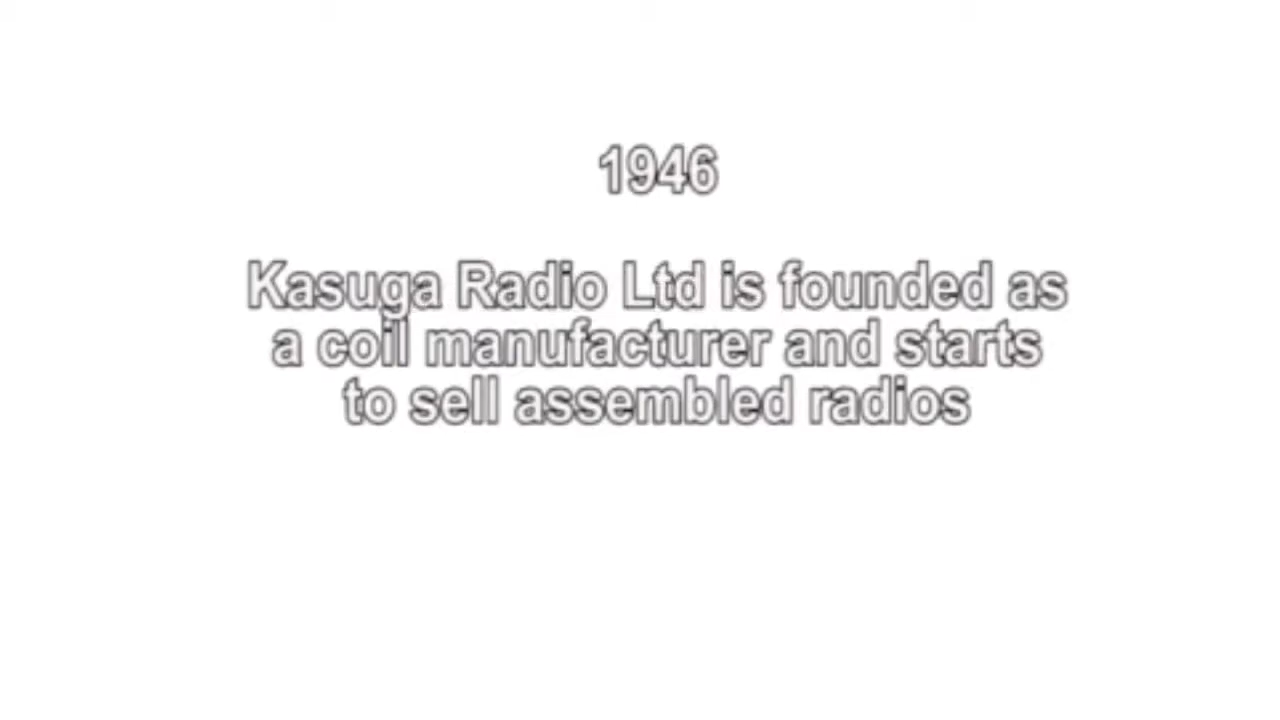 1946
Kasuga Radio Ltd is founded as
a coil manufacturer and starts
to sell assembled radios